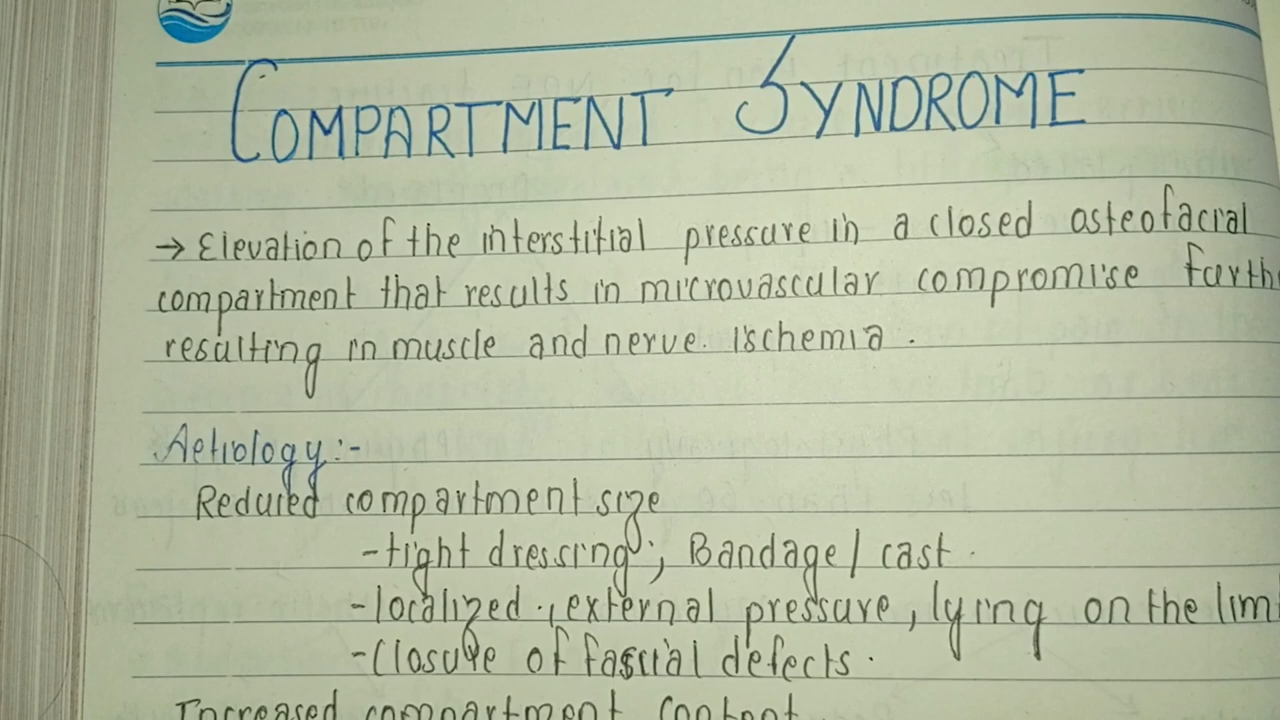 COMPARTMENT SYNDROME
→ Elevation of the interstitial pressure in a closed osteofacial
compartment that results in microvascular compromise furth
resulting in muscle and nerve. Ischemia.
Aetiology:-
Reduced compartment size
-tight dressing; Bandage/ cast.
-localized., external pressure, lying on the lim
-Closure of fascial defects.
Increased compartment content